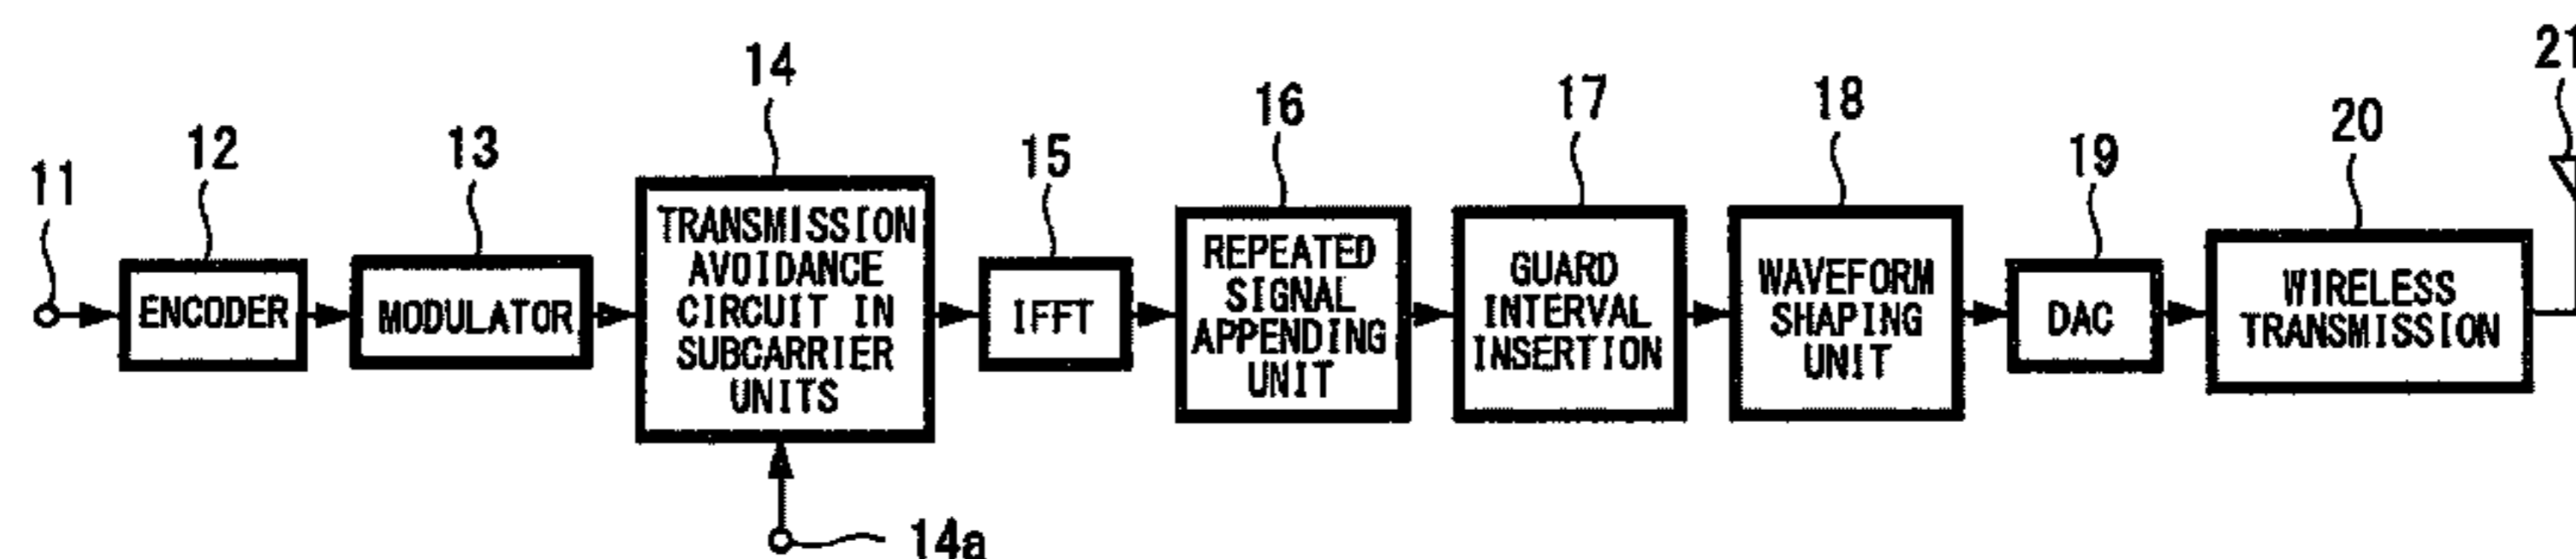 11
12
ENCODER
13
MODULATOR
14
TRANSMISSION
AVOIDANCE
CIRCUIT IN
SUBCARRIER
UNITS
14a
15
IFFT
16
REPEATED
SIGNAL
APPENDING
UNIT
17
GUARD
INTERVAL
INSERTION
18
WAVEFORM
SHAPING
UNIT
19
DAC
20
WIRELESS
TRANSMISSION
21